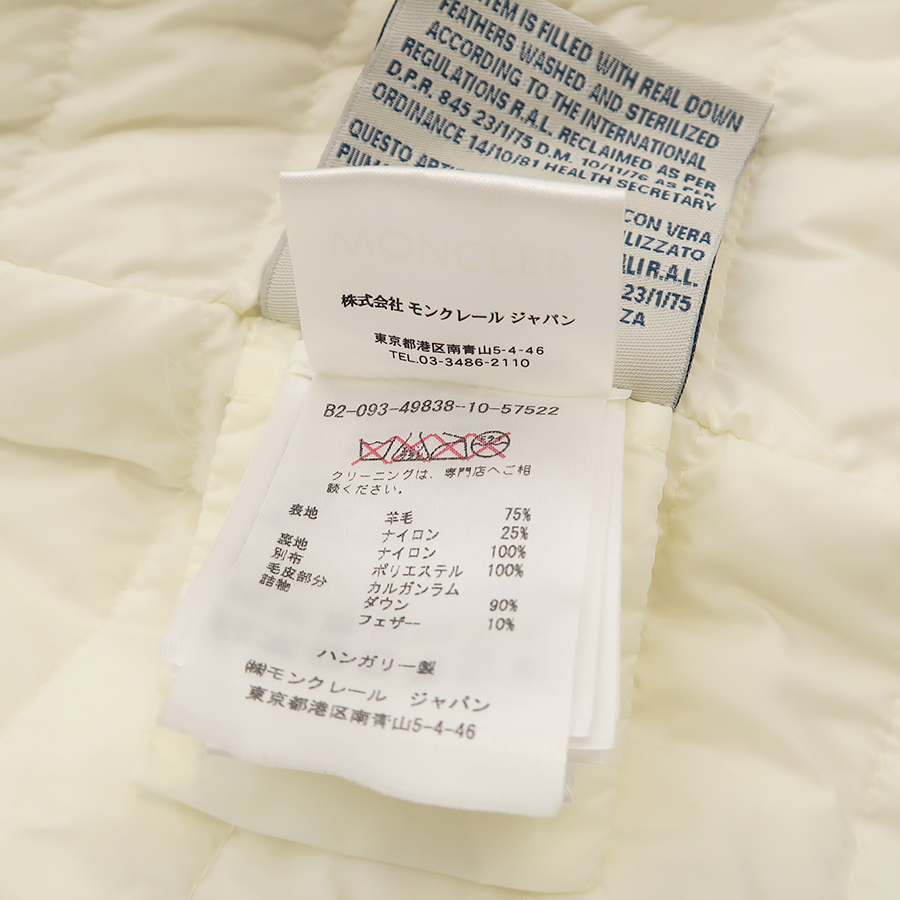 ITEM IS FILLED WITH REAL DOWN
FEATHERS WASHED AND STERILIZED
ACCORDING TO THE INTERNATIONAL
REGULATIONS R.A.L. RECLAIMED AS PER
D.P.R. 845 23/1/75 D.M. 10/11/76 AS PER
ORDINANCE 14/10/81 HEALTH SECRETARY
QUESTO CON VERA
LI R.A.L.
23/1/75
MONCLER
株式会社 モンクレール ジャパン
東京都港区南青山5-4-46
TEL.03-3486-2110
B2-093-49838-10-57522
クリーニングは、専門店へご相
談ください。
表地 羊毛 75%
ナイロン 25%
裏地 ナイロン 100%
別布 ポリエステル 100%
毛皮部分 カルガンラム
詰物 ダウン 90%
フェザー 10%
ハンガリー製
㈱モンクレール ジャパン
東京都港区南青山5-4-46